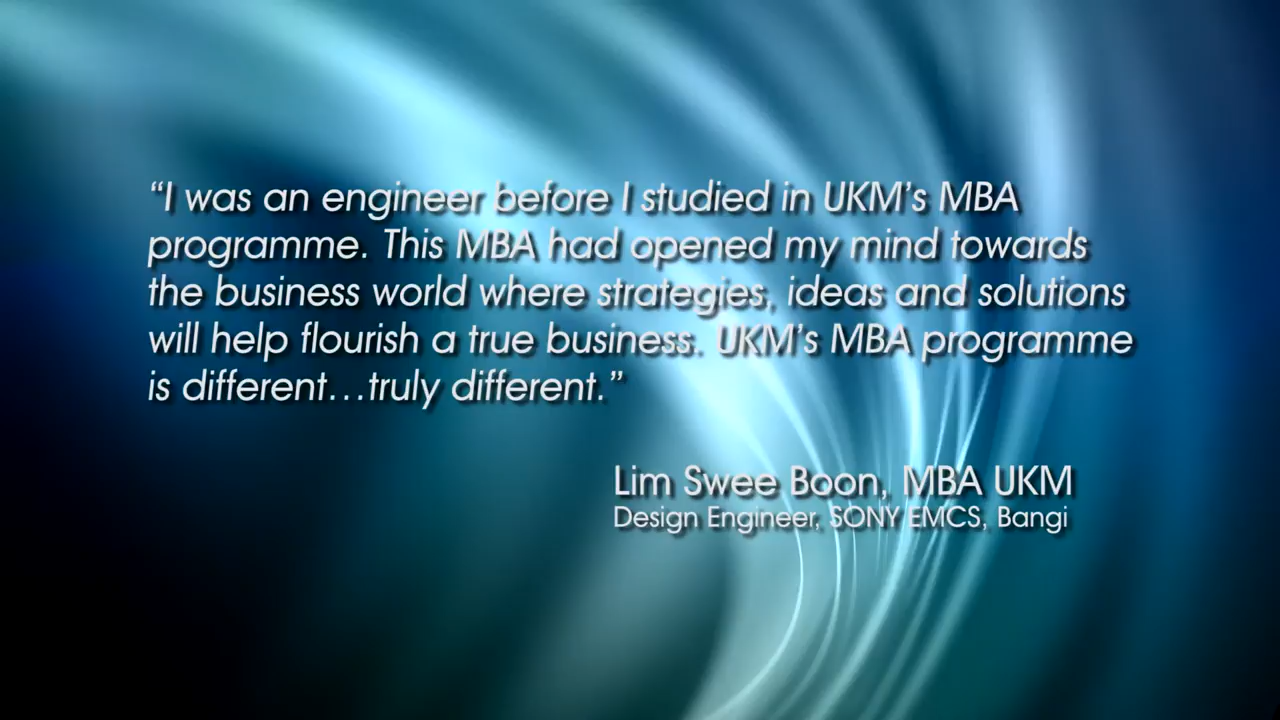 “I was an engineer before I studied in UKM’s MBA
programme. This MBA had opened my mind towards
the business world where strategies, ideas and solutions
will help flourish a true business. UKM’s MBA programme
is different…truly different.”
Lim Swee Boon, MBA UKM
Design Engineer, SONY EMCS, Bangi